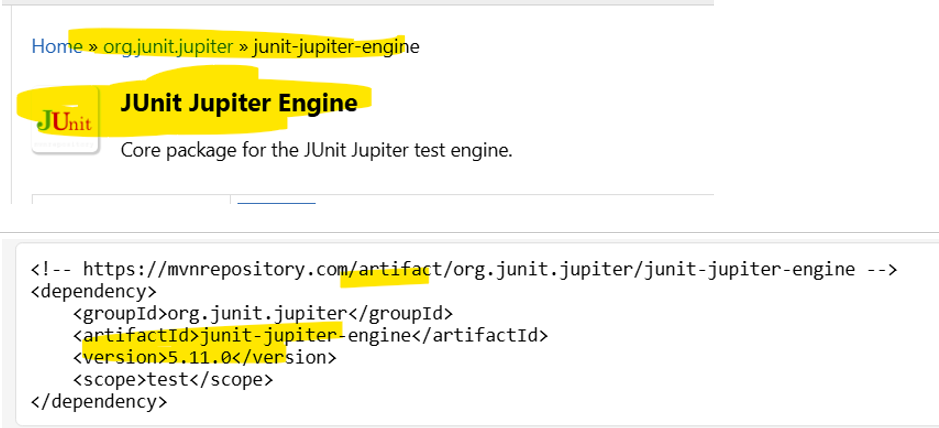 Home » org.junit.jupiter » junit-jupiter-engine
JUnit Jupiter Engine
JUnit
Core package for the JUnit Jupiter test engine.
<!-- https://mvnrepository.com/artifact/org.junit.jupiter/junit-jupiter-engine -->
<dependency>
    <groupId>org.junit.jupiter</groupId>
    <artifactId>junit-jupiter-engine</artifactId>
    <version>5.11.0</version>
    <scope>test</scope>
</dependency>